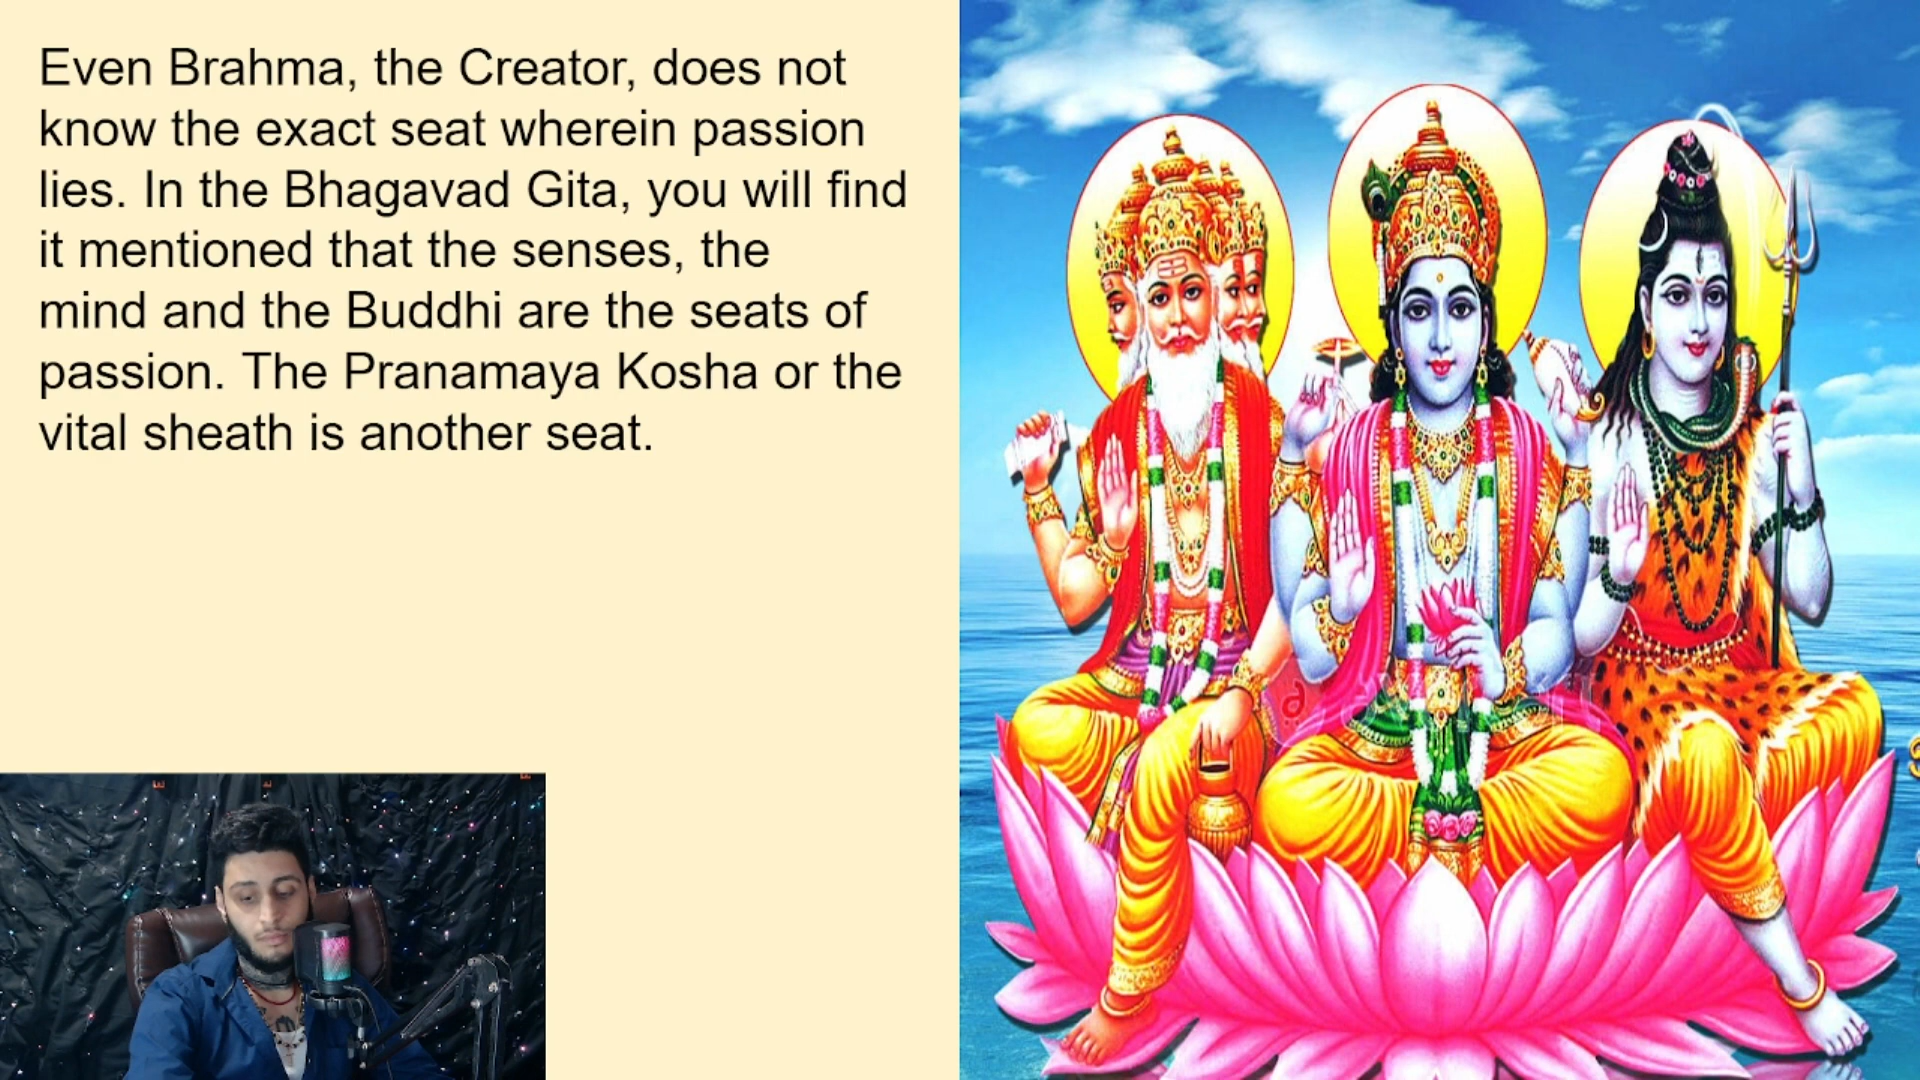 Even Brahma, the Creator, does not
know the exact seat wherein passion
lies. In the Bhagavad Gita, you will find
it mentioned that the senses, the
mind and the Buddhi are the seats of
passion. The Pranamaya Kosha or the
vital sheath is another seat.